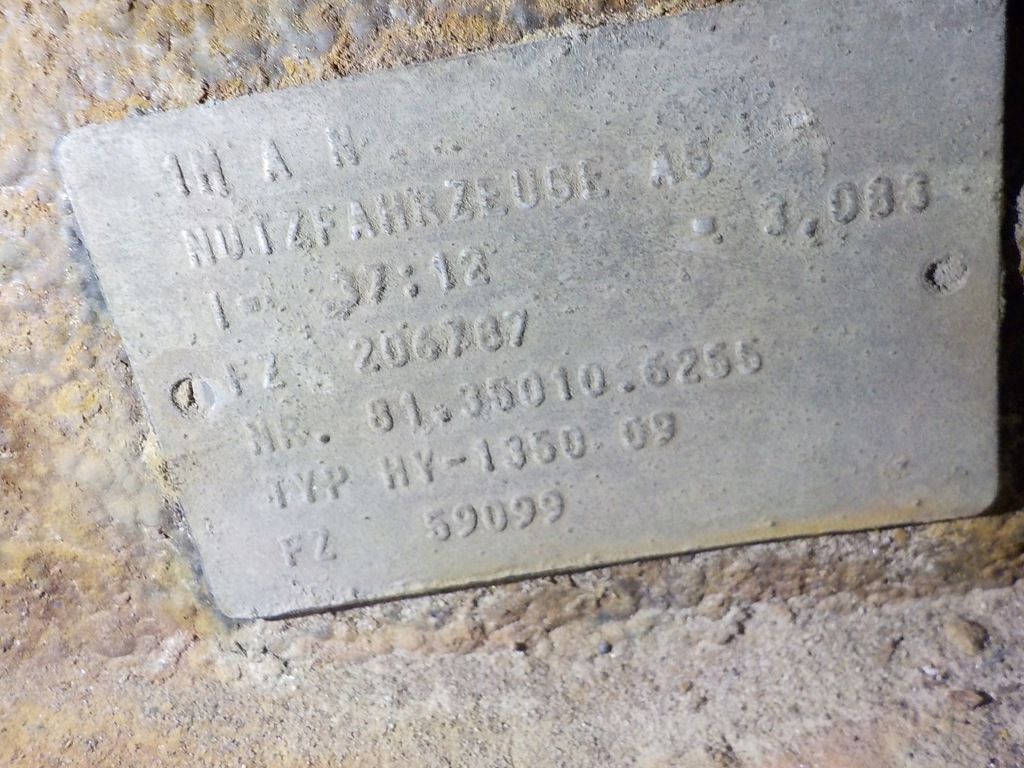 M A N
NUTZFAHRZEUGE AG
I= 37:12 = 3,083
FZ. 206787
NR. 81.35010.6256
TYP HY-1350 09
FZ 59099